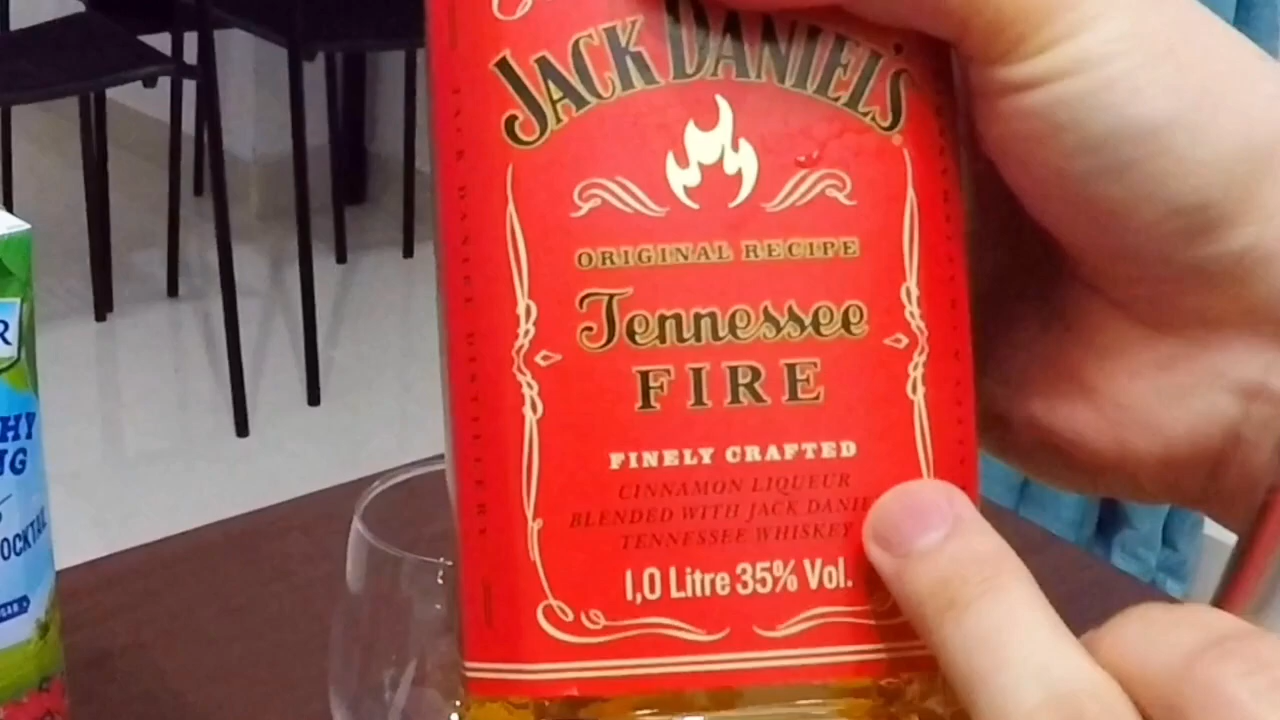 JACK DANIEL'S
ORIGINAL RECIPE
Tennessee
FIRE
FINELY CRAFTED
CINNAMON LIQUEUR
BLENDED WITH JACK
TENNESSEE WHISKEY
1,0 Litre 35% Vol.